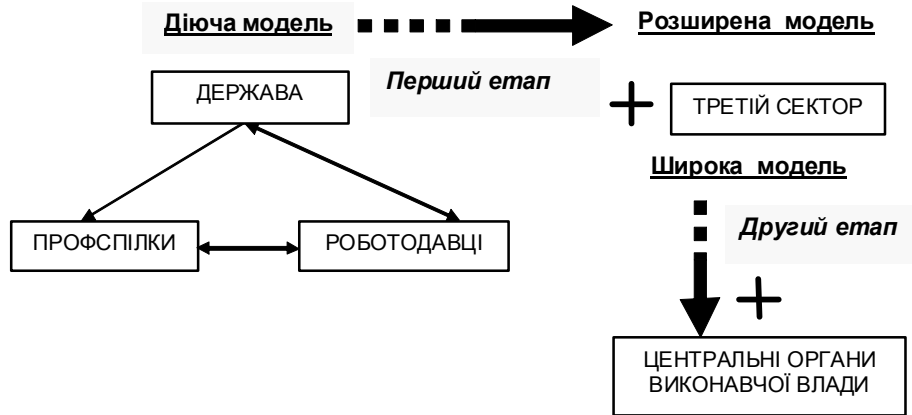 Діюча модель
Розширена модель
Перший етап
ДЕРЖАВА
ТРЕТІЙ СЕКТОР
Широка модель
ПРОФСПІЛКИ
РОБОТОДАВЦІ
Другий етап
ЦЕНТРАЛЬНІ ОРГАНИ
ВИКОНАВЧОЇ ВЛАДИ